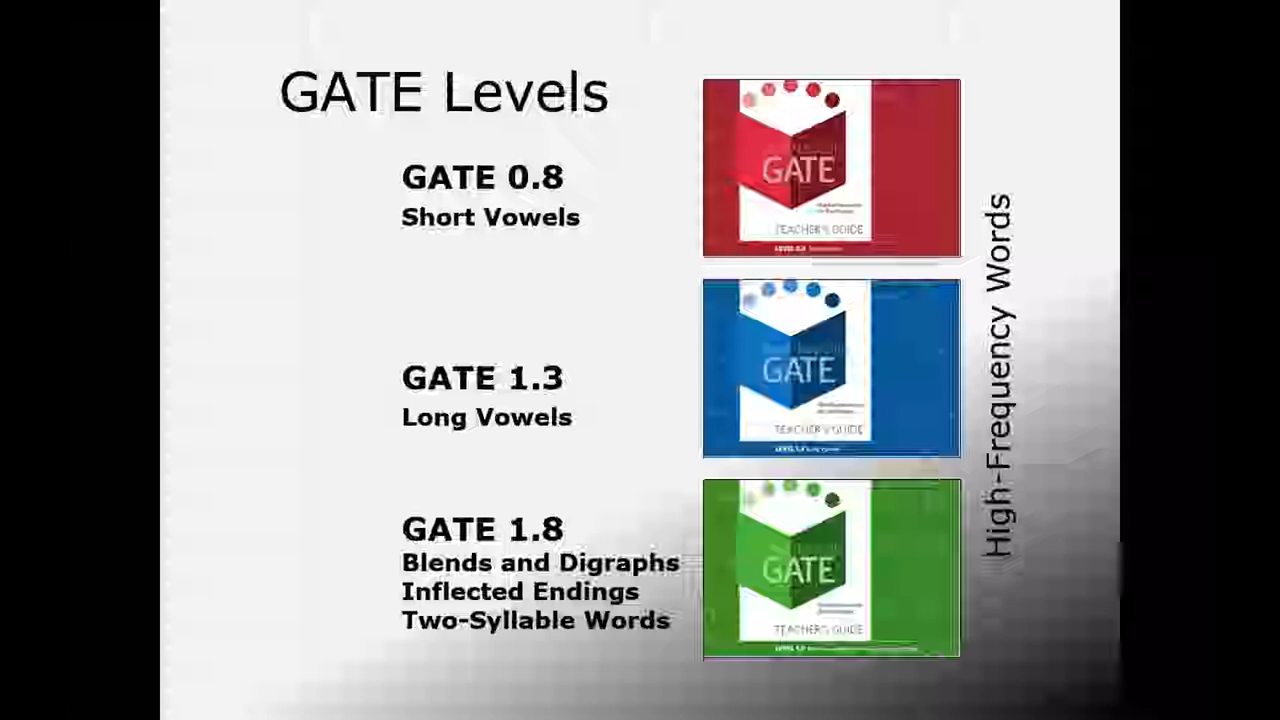 GATE Levels
GATE 0.8
Short Vowels
GATE
TEACHER'S GUIDE
GATE 1.3
Long Vowels
GATE
TEACHER'S GUIDE
GATE 1.8
Blends and Digraphs
Inflected Endings
Two-Syllable Words
GATE
TEACHER'S GUIDE
High-Frequency Words